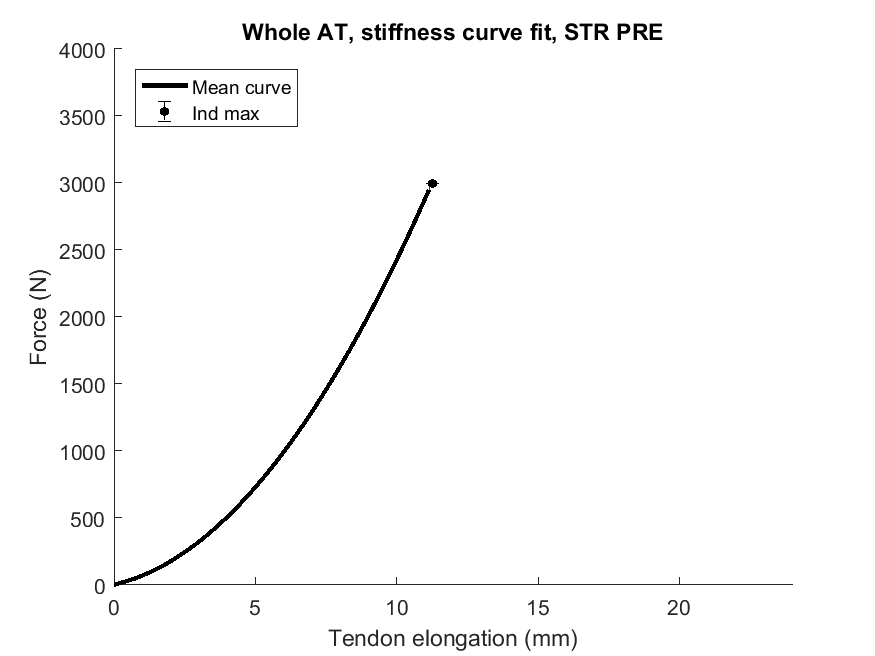 Whole AT, stiffness curve fit, STR PRE
4000
3500
3000
2500
2000
1500
1000
500
0
Mean curve
Ind max
Force (N)
0 5 10 15 20
Tendon elongation (mm)